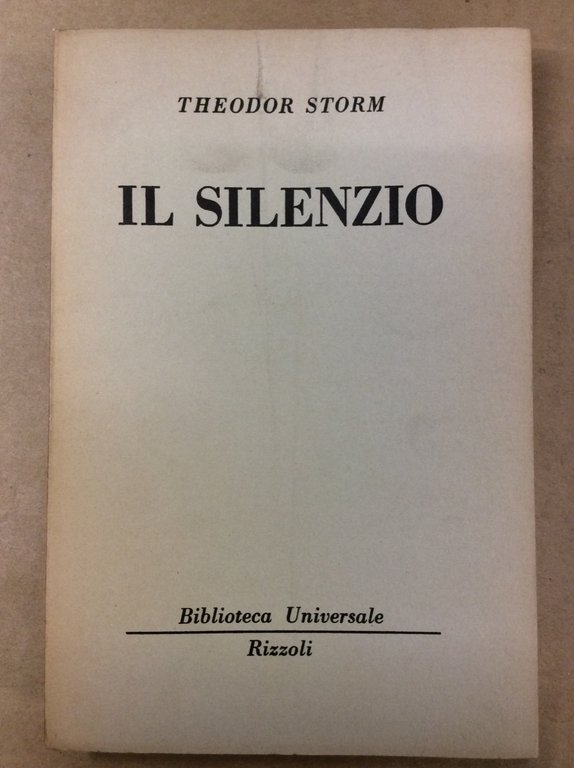 THEODOR STORM
IL SILENZIO
Biblioteca Universale
Rizzoli